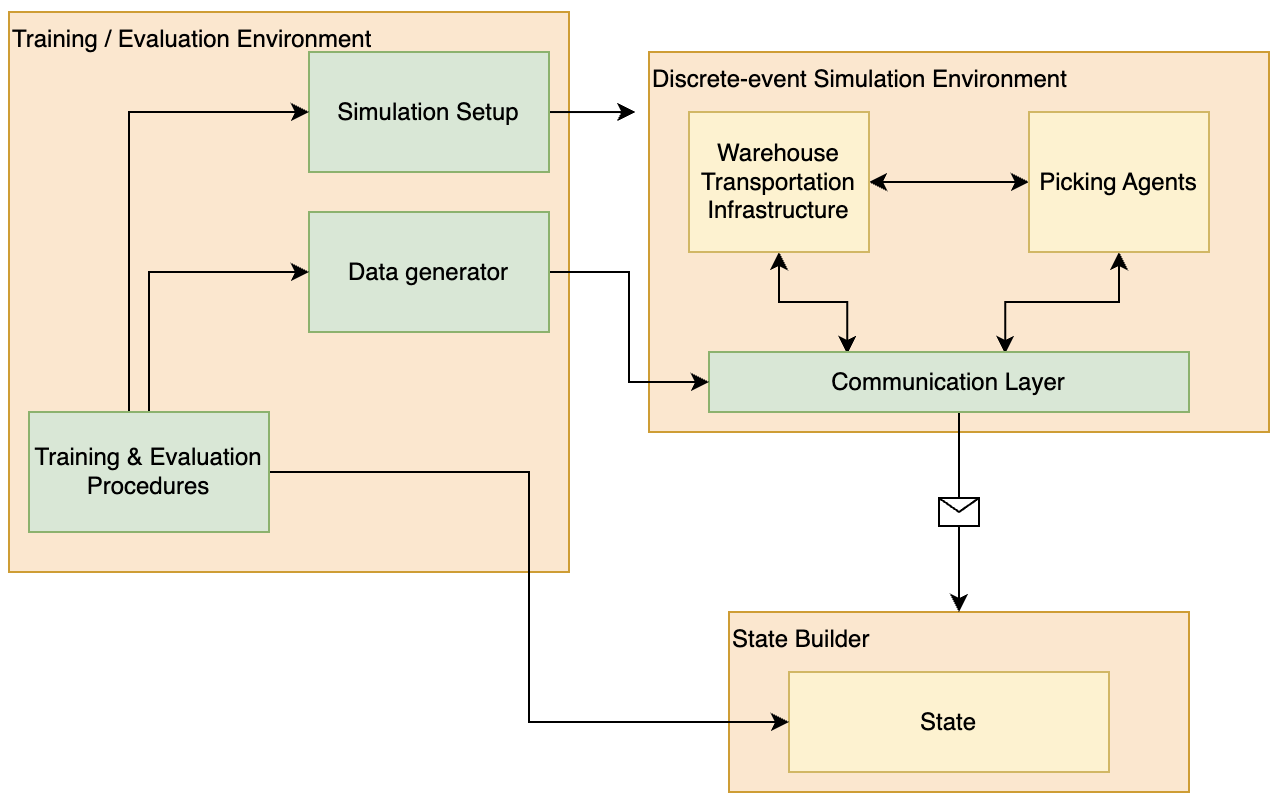 Training / Evaluation Environment
Simulation Setup
Data generator
Training & Evaluation
Procedures
Discrete-event Simulation Environment
Warehouse
Transportation
Infrastructure
Picking Agents
Communication Layer
State Builder
State